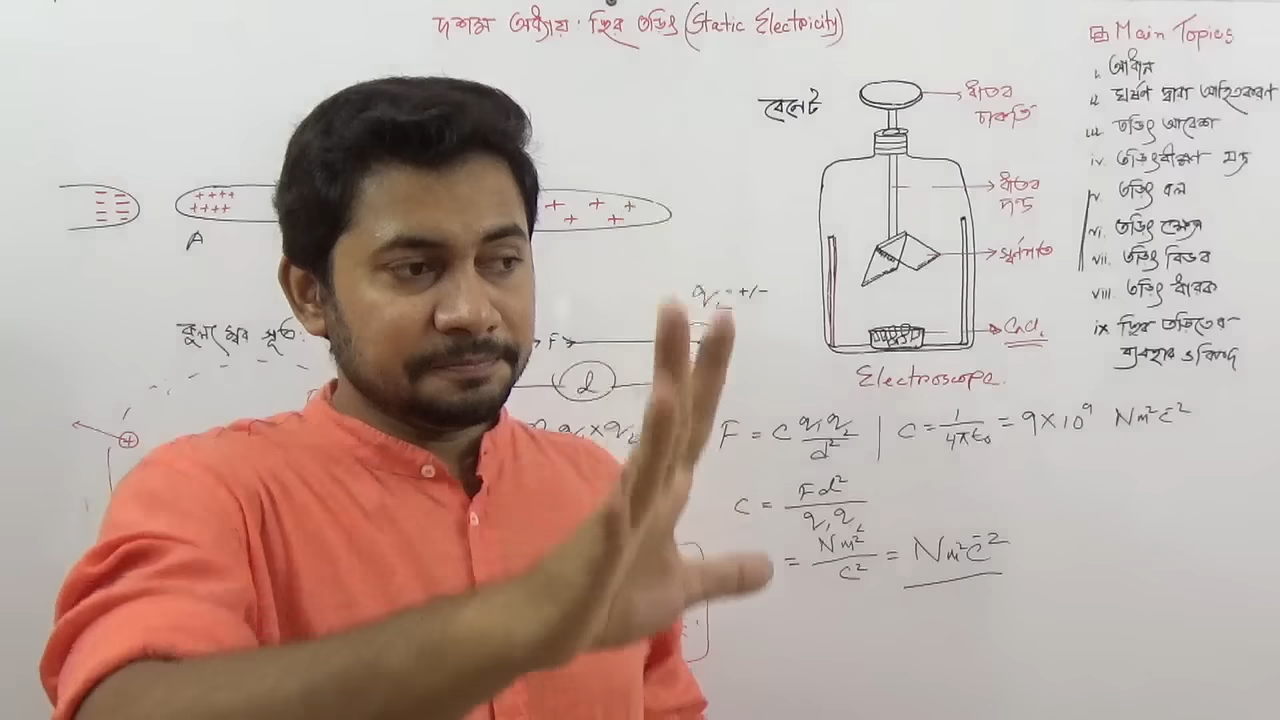 দশম অধ্যায় : স্থির তড়িৎ (Static Electricity)
Main Topics
i. আধান
ii. ঘর্ষণ দ্বারা আহিতকরণ
iii. তড়িৎ আবেশ
iv. তড়িৎবীক্ষণ যন্ত্র
v. তড়িৎ বল
vi. তড়িৎ ক্ষেত্র
vii. তড়িৎ বিভব
viii. তড়িৎ ধারক
ix স্থির তড়িতের
ব্যবহার ও বিপদ
বেনেট
ধাতব
চাকতি
ধাতব
দণ্ড
স্বর্ণপাত
Electroscope
A
+ + + +
+ + + +
+ + +
+ +
কুলম্বের সূত্র:
q₂ = +/-
F
d
F = C q₁q₂/d² | C = 1/4πε₀ = 9×10⁹ Nm²C⁻²
C = Fd²/q₁q₂
= Nm²/C² = Nm²C⁻²